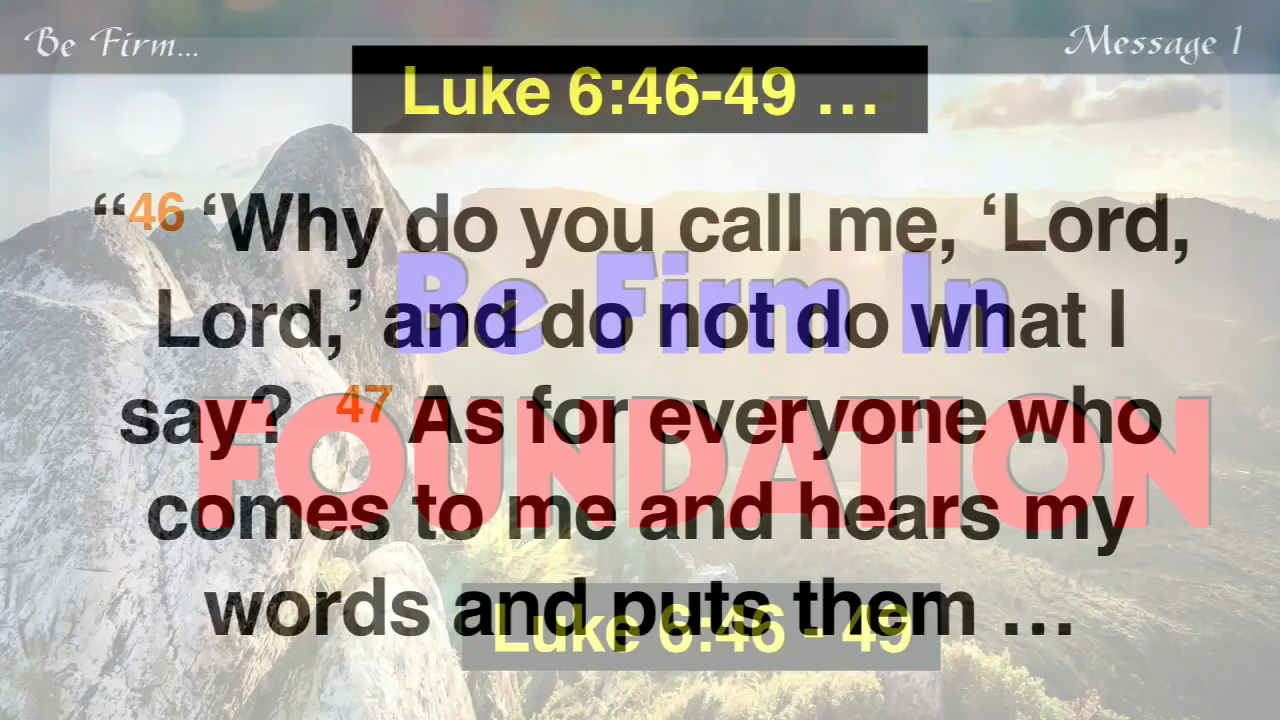 Be Firm...
Message 1
Luke 6:46-49 …
“46 ‘Why do you call me, ‘Lord,
Lord,’ and do not do what I
say? 47 As for everyone who
comes to me and hears my
words and puts them …
Be Firm In
FOUNDATION
Luke 6:46 - 49